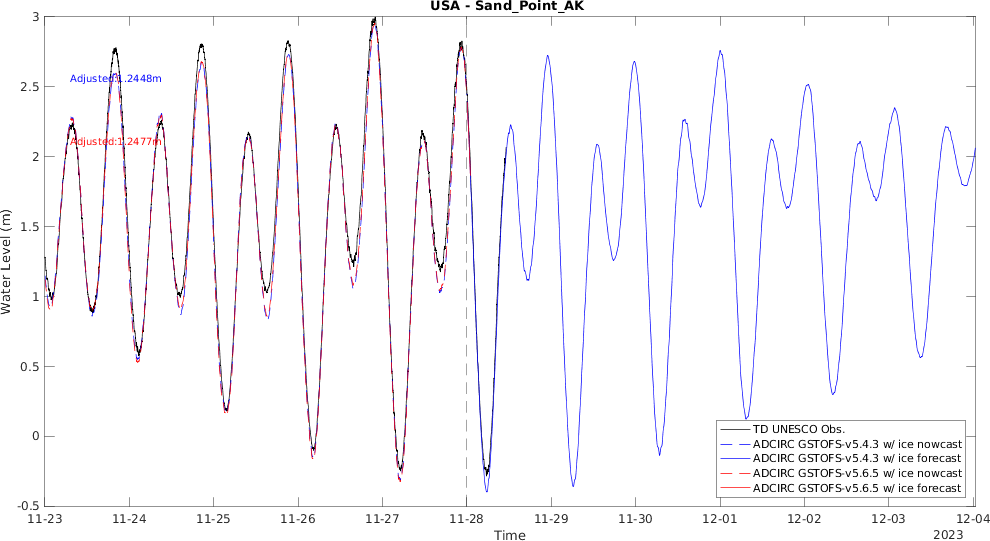 USA - Sand_Point_AK
Water Level (m)
3
2.5
2
1.5
1
0.5
0
-0.5
Adjusted:1.2448m
Adjusted:1.2477m
TD UNESCO Obs.
ADCIRC GSTOFS-v5.4.3 w/ ice nowcast
ADCIRC GSTOFS-v5.4.3 w/ ice forecast
ADCIRC GSTOFS-v5.6.5 w/ ice nowcast
ADCIRC GSTOFS-v5.6.5 w/ ice forecast
11-23 11-24 11-25 11-26 11-27 11-28 11-29 11-30 12-01 12-02 12-03 12-04
Time
2023